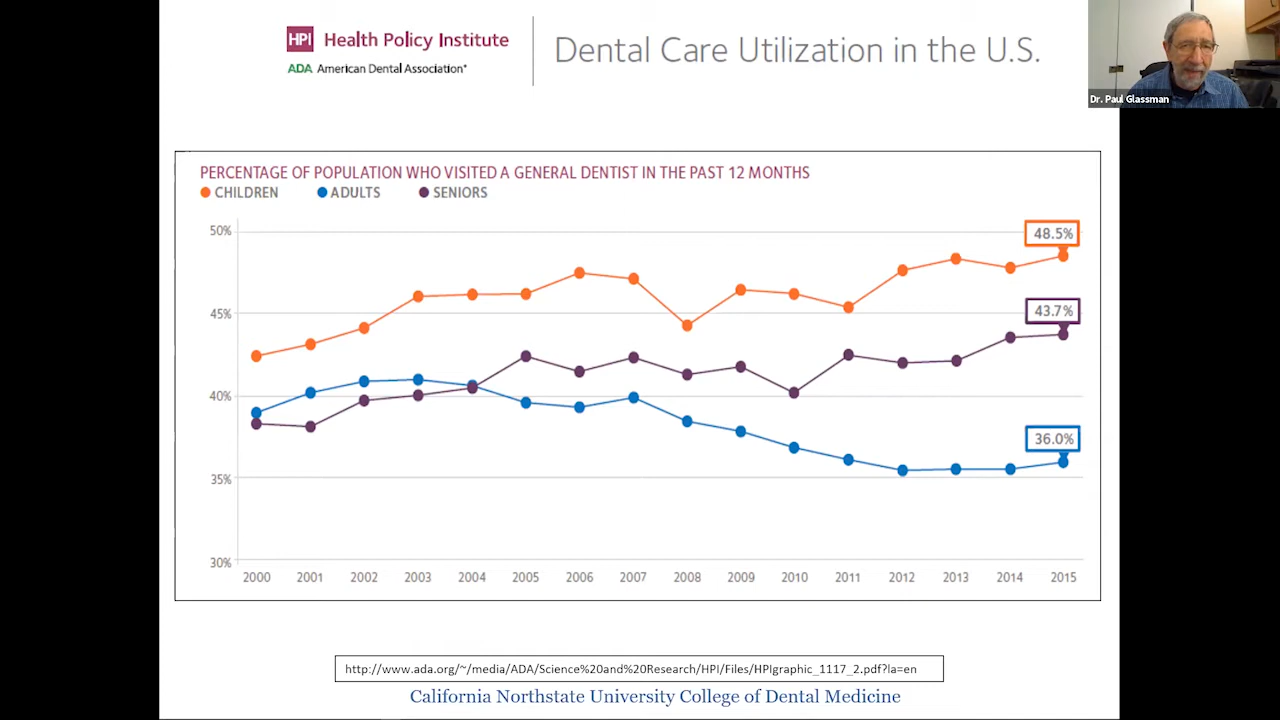 HPI Health Policy Institute
ADA American Dental Association®
Dental Care Utilization in the U.S.
Dr. Paul Glassman
PERCENTAGE OF POPULATION WHO VISITED A GENERAL DENTIST IN THE PAST 12 MONTHS
CHILDREN ADULTS SENIORS
50%
48.5%
45%
43.7%
40%
36.0%
35%
30%
2000 2001 2002 2003 2004 2005 2006 2007 2008 2009 2010 2011 2012 2013 2014 2015
http://www.ada.org/~/media/ADA/Science%20and%20Research/HPI/Files/HPIgraphic_1117_2.pdf?la=en
California Northstate University College of Dental Medicine